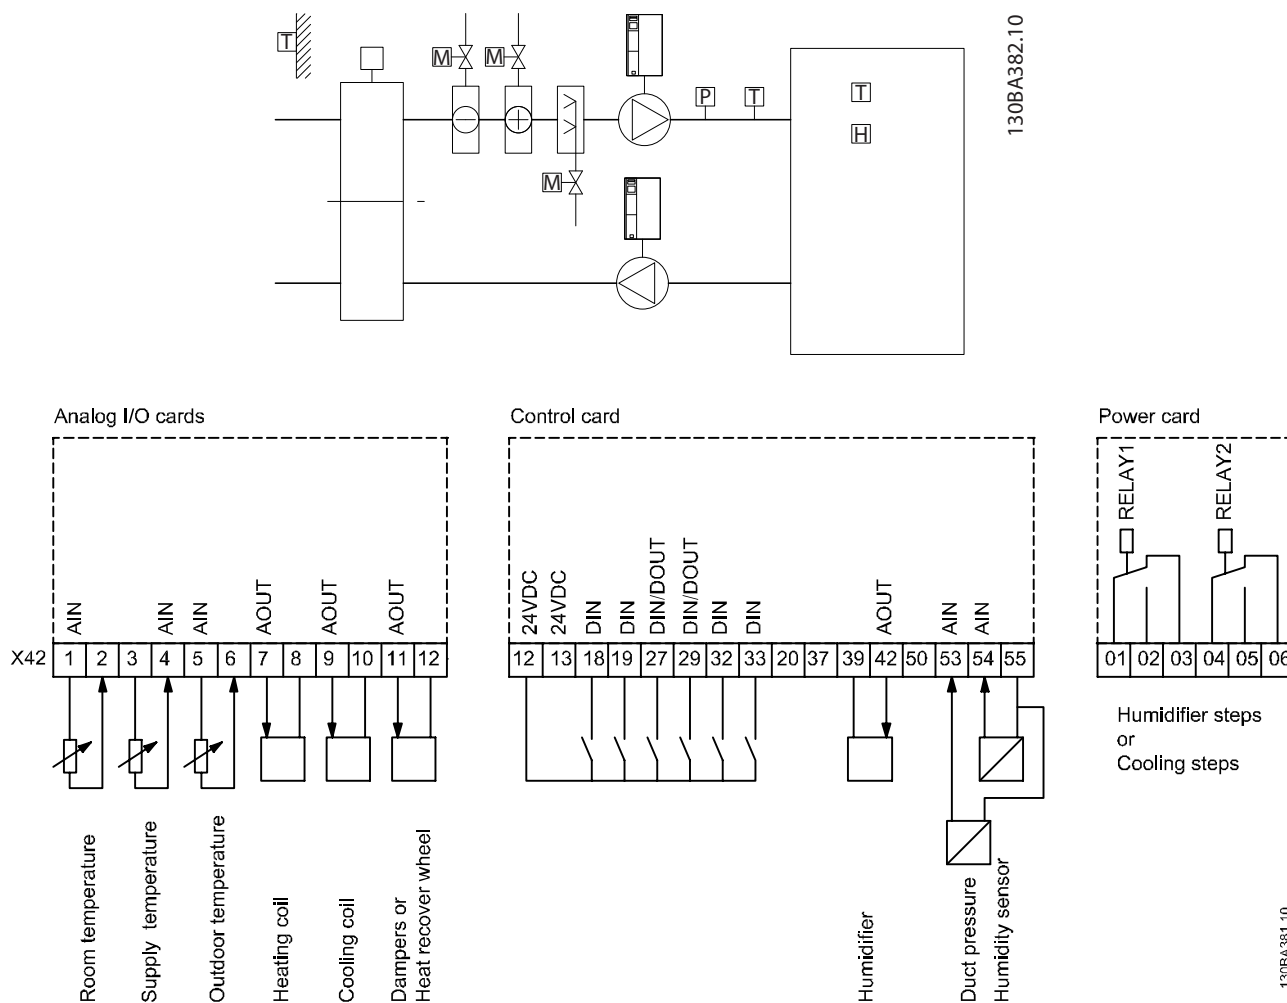 T
M
M
P
T
T
H
M
130BA382.10
Analog I/O cards
Control card
Power card
AIN
AIN
AIN
AOUT
AOUT
AOUT
24VDC
24VDC
DIN
DIN
DIN/DOUT
DIN/DOUT
DIN
DIN
AOUT
AIN
AIN
RELAY1
RELAY2
X42 1 2 3 4 5 6 7 8 9 10 11 12
12 13 18 19 27 29 32 33 20 37 39 42 50 53 54 55
01 02 03 04 05 06
Room temperature
Supply temperature
Outdoor temperature
Heating coil
Cooling coil
Dampers or
Heat recover wheel
Humidifier
Duct pressure
Humidity sensor
Humidifier steps
or
Cooling steps
130BA381.10